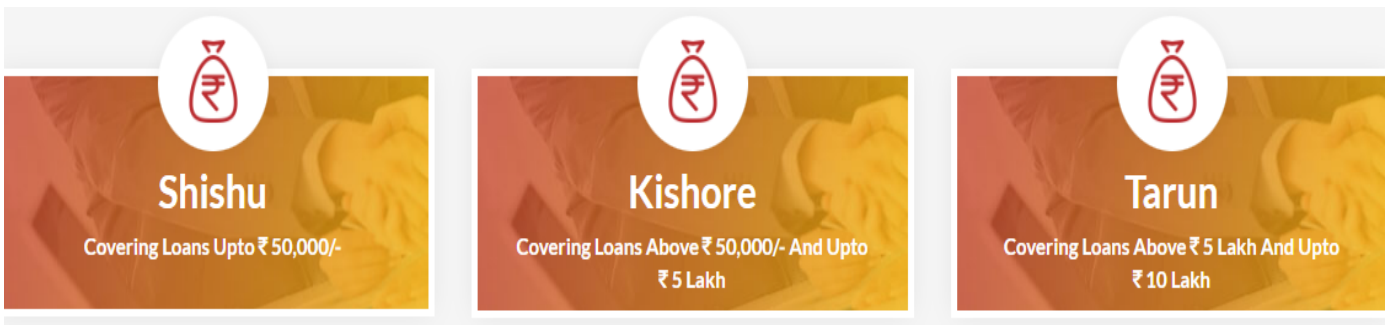 Shishu
Covering Loans Upto ₹ 50,000/-
Kishore
Covering Loans Above ₹ 50,000/- And Upto
₹ 5 Lakh
Tarun
Covering Loans Above ₹ 5 Lakh And Upto
₹ 10 Lakh